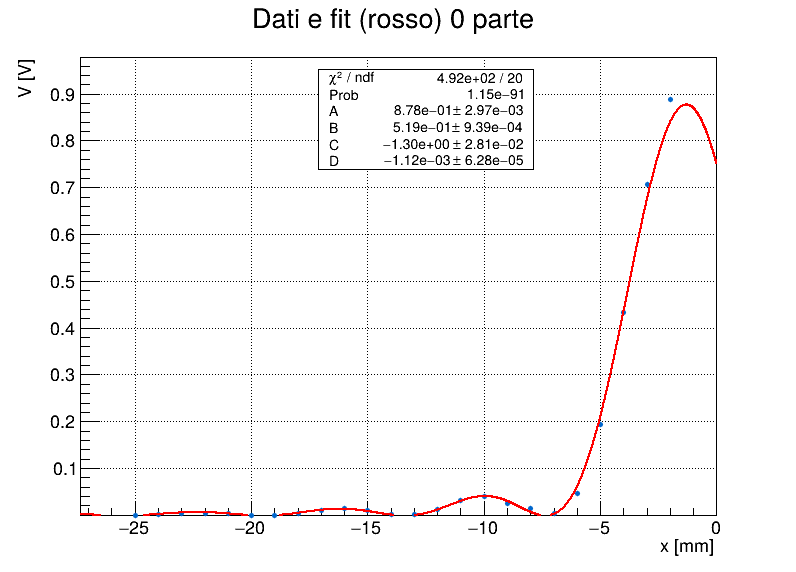 Dati e fit (rosso) 0 parte
V [V]
χ² / ndf 4.92e+02 / 20
Prob 1.15e−91
A 8.78e−01± 2.97e−03
B 5.19e−01± 9.39e−04
C −1.30e+00 ± 2.81e−02
D −1.12e−03 ± 6.28e−05
0.9
0.8
0.7
0.6
0.5
0.4
0.3
0.2
0.1
−25 −20 −15 −10 −5 0
x [mm]